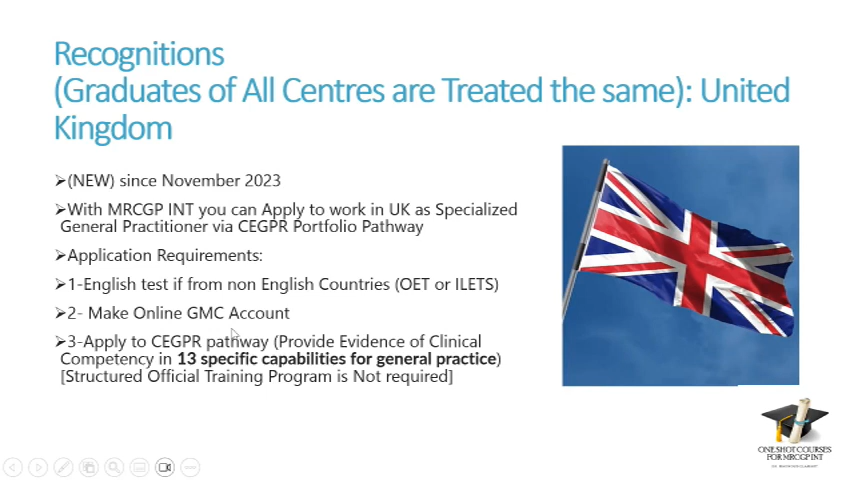 Recognitions
(Graduates of All Centres are Treated the same): United
Kingdom
➢(NEW) since November 2023
➢With MRCGP INT you can Apply to work in UK as Specialized
General Practitioner via CEGPR Portfolio Pathway
➢Application Requirements:
➢1-English test if from non English Countries (OET or ILETS)
➢2- Make Online GMC Account
➢3-Apply to CEGPR pathway (Provide Evidence of Clinical
Competency in 13 specific capabilities for general practice)
[Structured Official Training Program is Not required]
ONE SHOT COURSES
FOR MRCGP INT